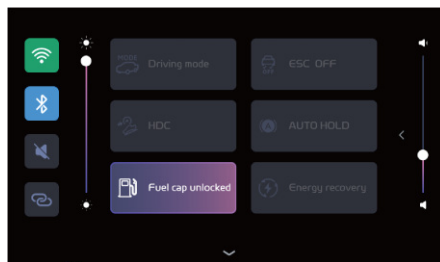 MODE
Driving mode
ESC OFF
HDC
AUTO HOLD
Fuel cap unlocked
Energy recovery